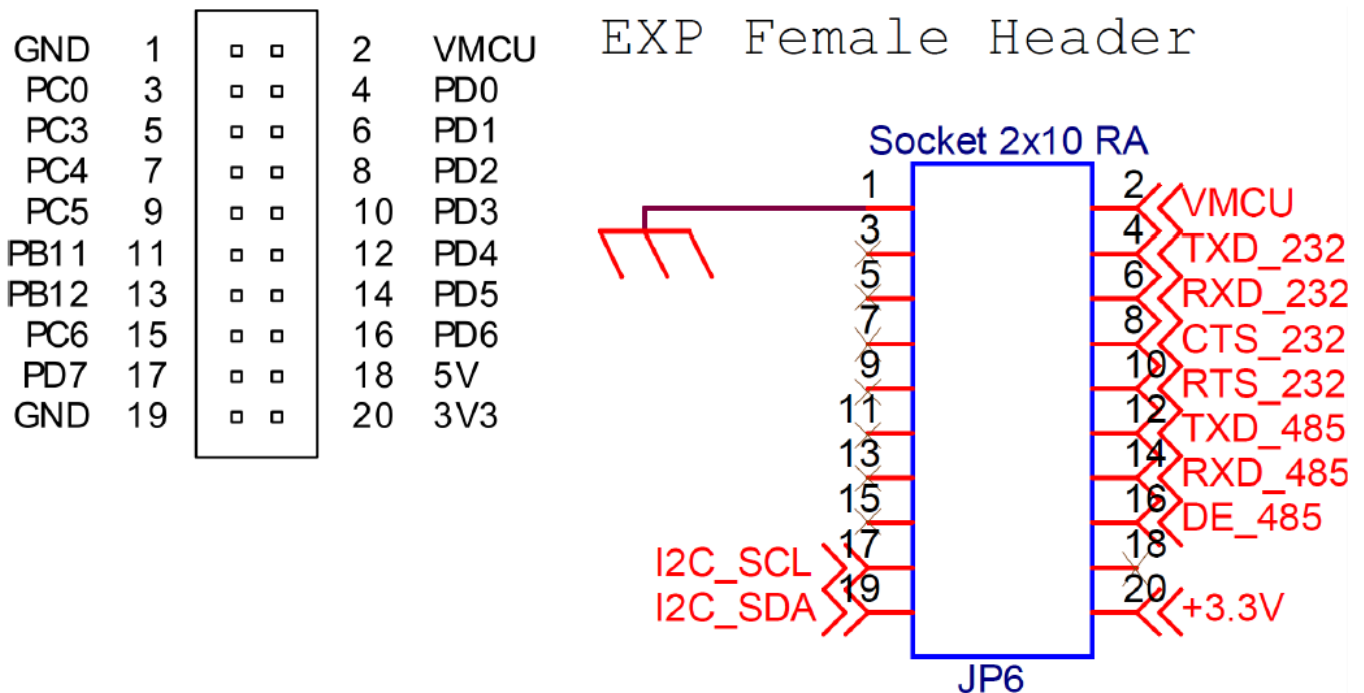 GND 1 2 VMCU
PC0 3 4 PD0
PC3 5 6 PD1
PC4 7 8 PD2
PC5 9 10 PD3
PB11 11 12 PD4
PB12 13 14 PD5
PC6 15 16 PD6
PD7 17 18 5V
GND 19 20 3V3
EXP Female Header
Socket 2x10 RA
1 2 VMCU
3 4 TXD_232
5 6 RXD_232
7 8 CTS_232
9 10 RTS_232
11 12 TXD_485
13 14 RXD_485
15 16 DE_485
I2C_SCL 17 18
I2C_SDA 19 20 +3.3V
JP6